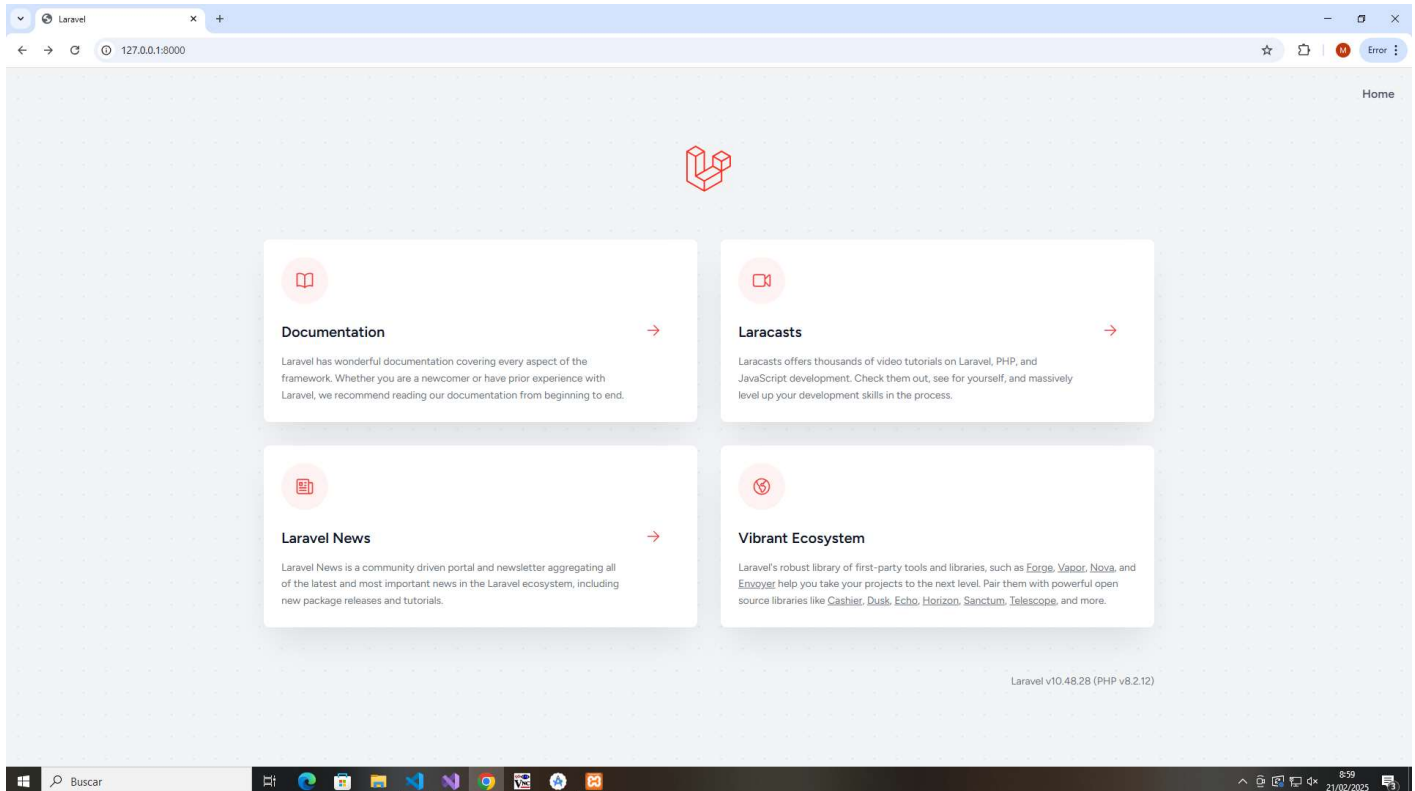 Laravel
127.0.0.1:8000
M
Error
Home
Documentation
Laravel has wonderful documentation covering every aspect of the
framework. Whether you are a newcomer or have prior experience with
Laravel, we recommend reading our documentation from beginning to end.
Laracasts
Laracasts offers thousands of video tutorials on Laravel, PHP, and
JavaScript development. Check them out, see for yourself, and massively
level up your development skills in the process.
Laravel News
Laravel News is a community driven portal and newsletter aggregating all
of the latest and most important news in the Laravel ecosystem, including
new package releases and tutorials.
Vibrant Ecosystem
Laravel's robust library of first-party tools and libraries, such as Forge, Vapor, Nova, and
Envoyer help you take your projects to the next level. Pair them with powerful open
source libraries like Cashier, Dusk, Echo, Horizon, Sanctum, Telescope, and more.
Laravel v10.48.28 (PHP v8.2.12)
Buscar
8:59
21/02/2025
3